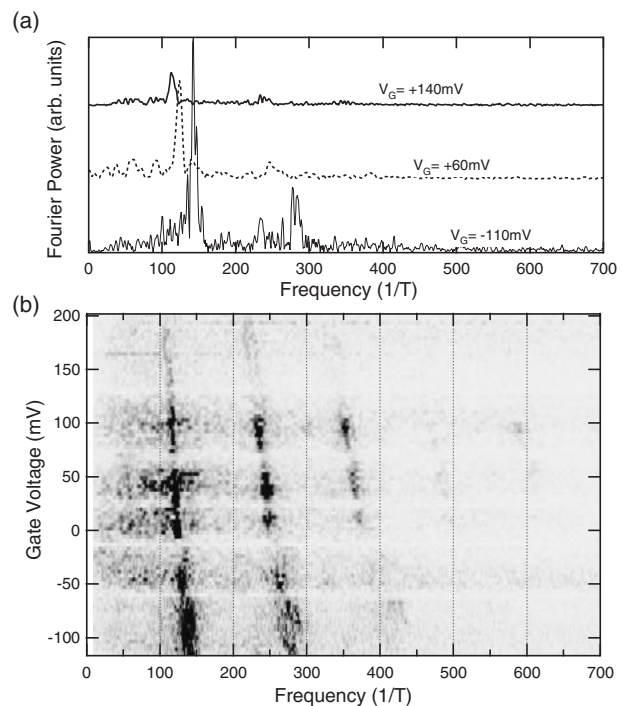 (a)
Fourier Power (arb. units)
V_G= +140mV
V_G= +60mV
V_G= -110mV
0 100 200 300 400 500 600 700
Frequency (1/T)
(b)
Gate Voltage (mV)
200
150
100
50
0
-50
-100
0 100 200 300 400 500 600 700
Frequency (1/T)